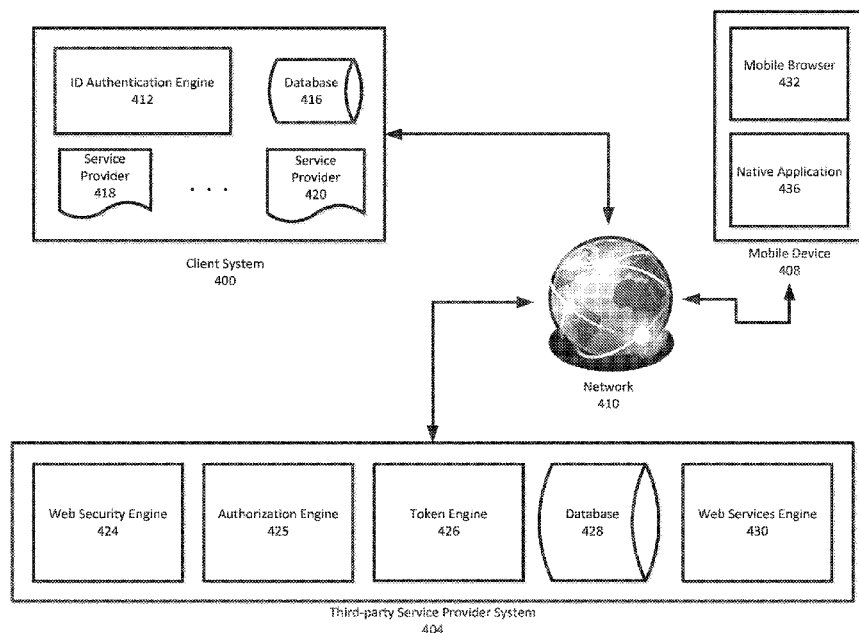 ID Authentication Engine
412
Database
416
Service
Provider
418
. . .
Service
Provider
420
Client System
400
Mobile Browser
432
Native Application
436
Mobile Device
408
Network
410
Web Security Engine
424
Authorization Engine
425
Token Engine
426
Database
428
Web Services Engine
430
Third-party Service Provider System
404